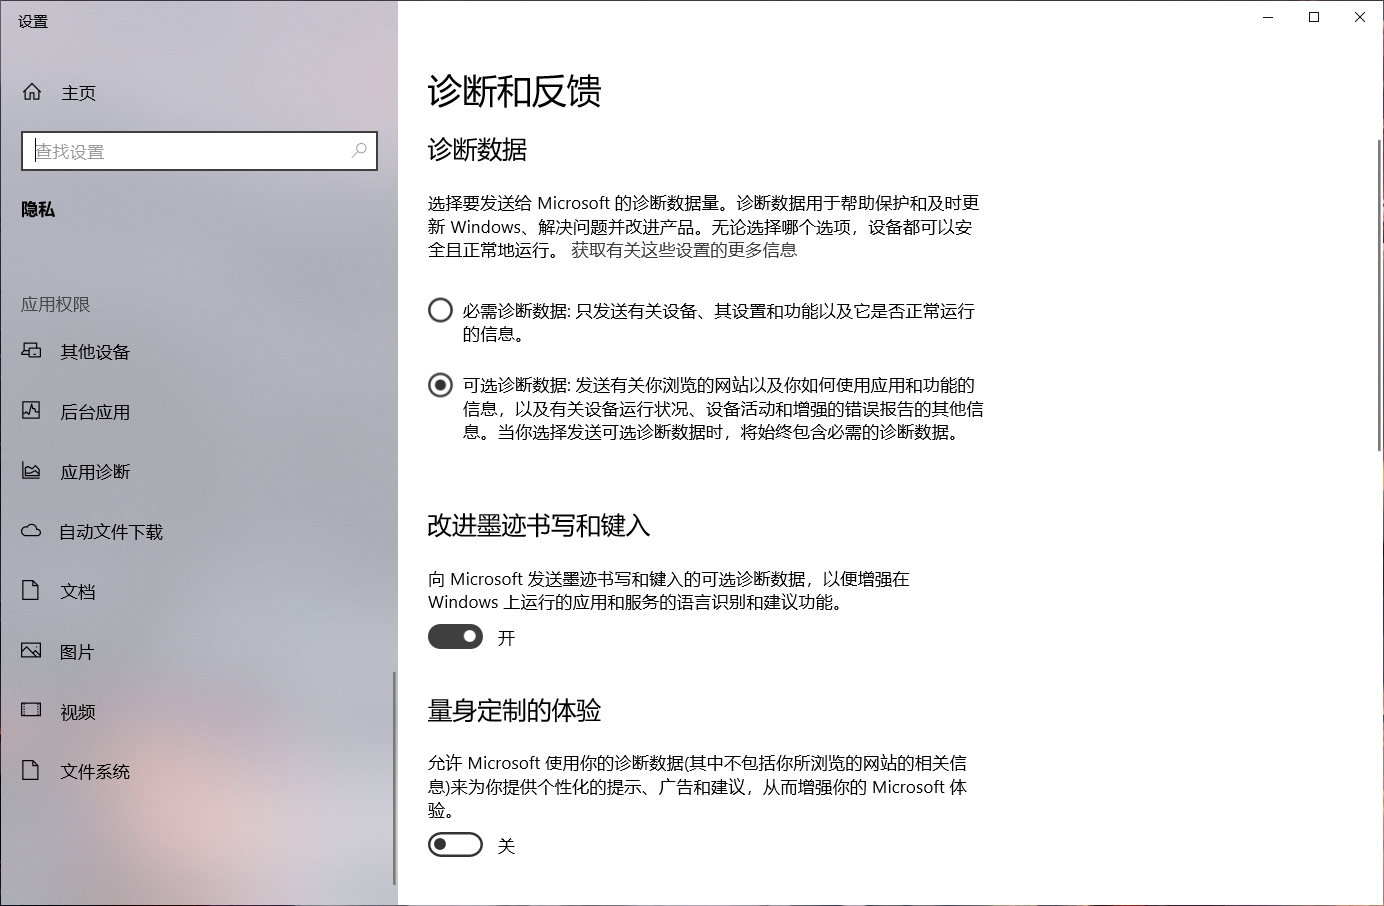 设置
主页
查找设置
隐私
应用权限
其他设备
后台应用
应用诊断
自动文件下载
文档
图片
视频
文件系统
诊断和反馈
诊断数据
选择要发送给 Microsoft 的诊断数据量。诊断数据用于帮助保护和及时更
新 Windows、解决问题并改进产品。无论选择哪个选项，设备都可以安
全且正常地运行。 获取有关这些设置的更多信息
必需诊断数据: 只发送有关设备、其设置和功能以及它是否正常运行
的信息。
可选诊断数据: 发送有关你浏览的网站以及你如何使用应用和功能的
信息，以及有关设备运行状况、设备活动和增强的错误报告的其他信
息。当你选择发送可选诊断数据时，将始终包含必需的诊断数据。
改进墨迹书写和键入
向 Microsoft 发送墨迹书写和键入的可选诊断数据，以便增强在
Windows 上运行的应用和服务的语言识别和建议功能。
开
量身定制的体验
允许 Microsoft 使用你的诊断数据(其中不包括你所浏览的网站的相关信
息)来为你提供个性化的提示、广告和建议，从而增强你的 Microsoft 体
验。
关